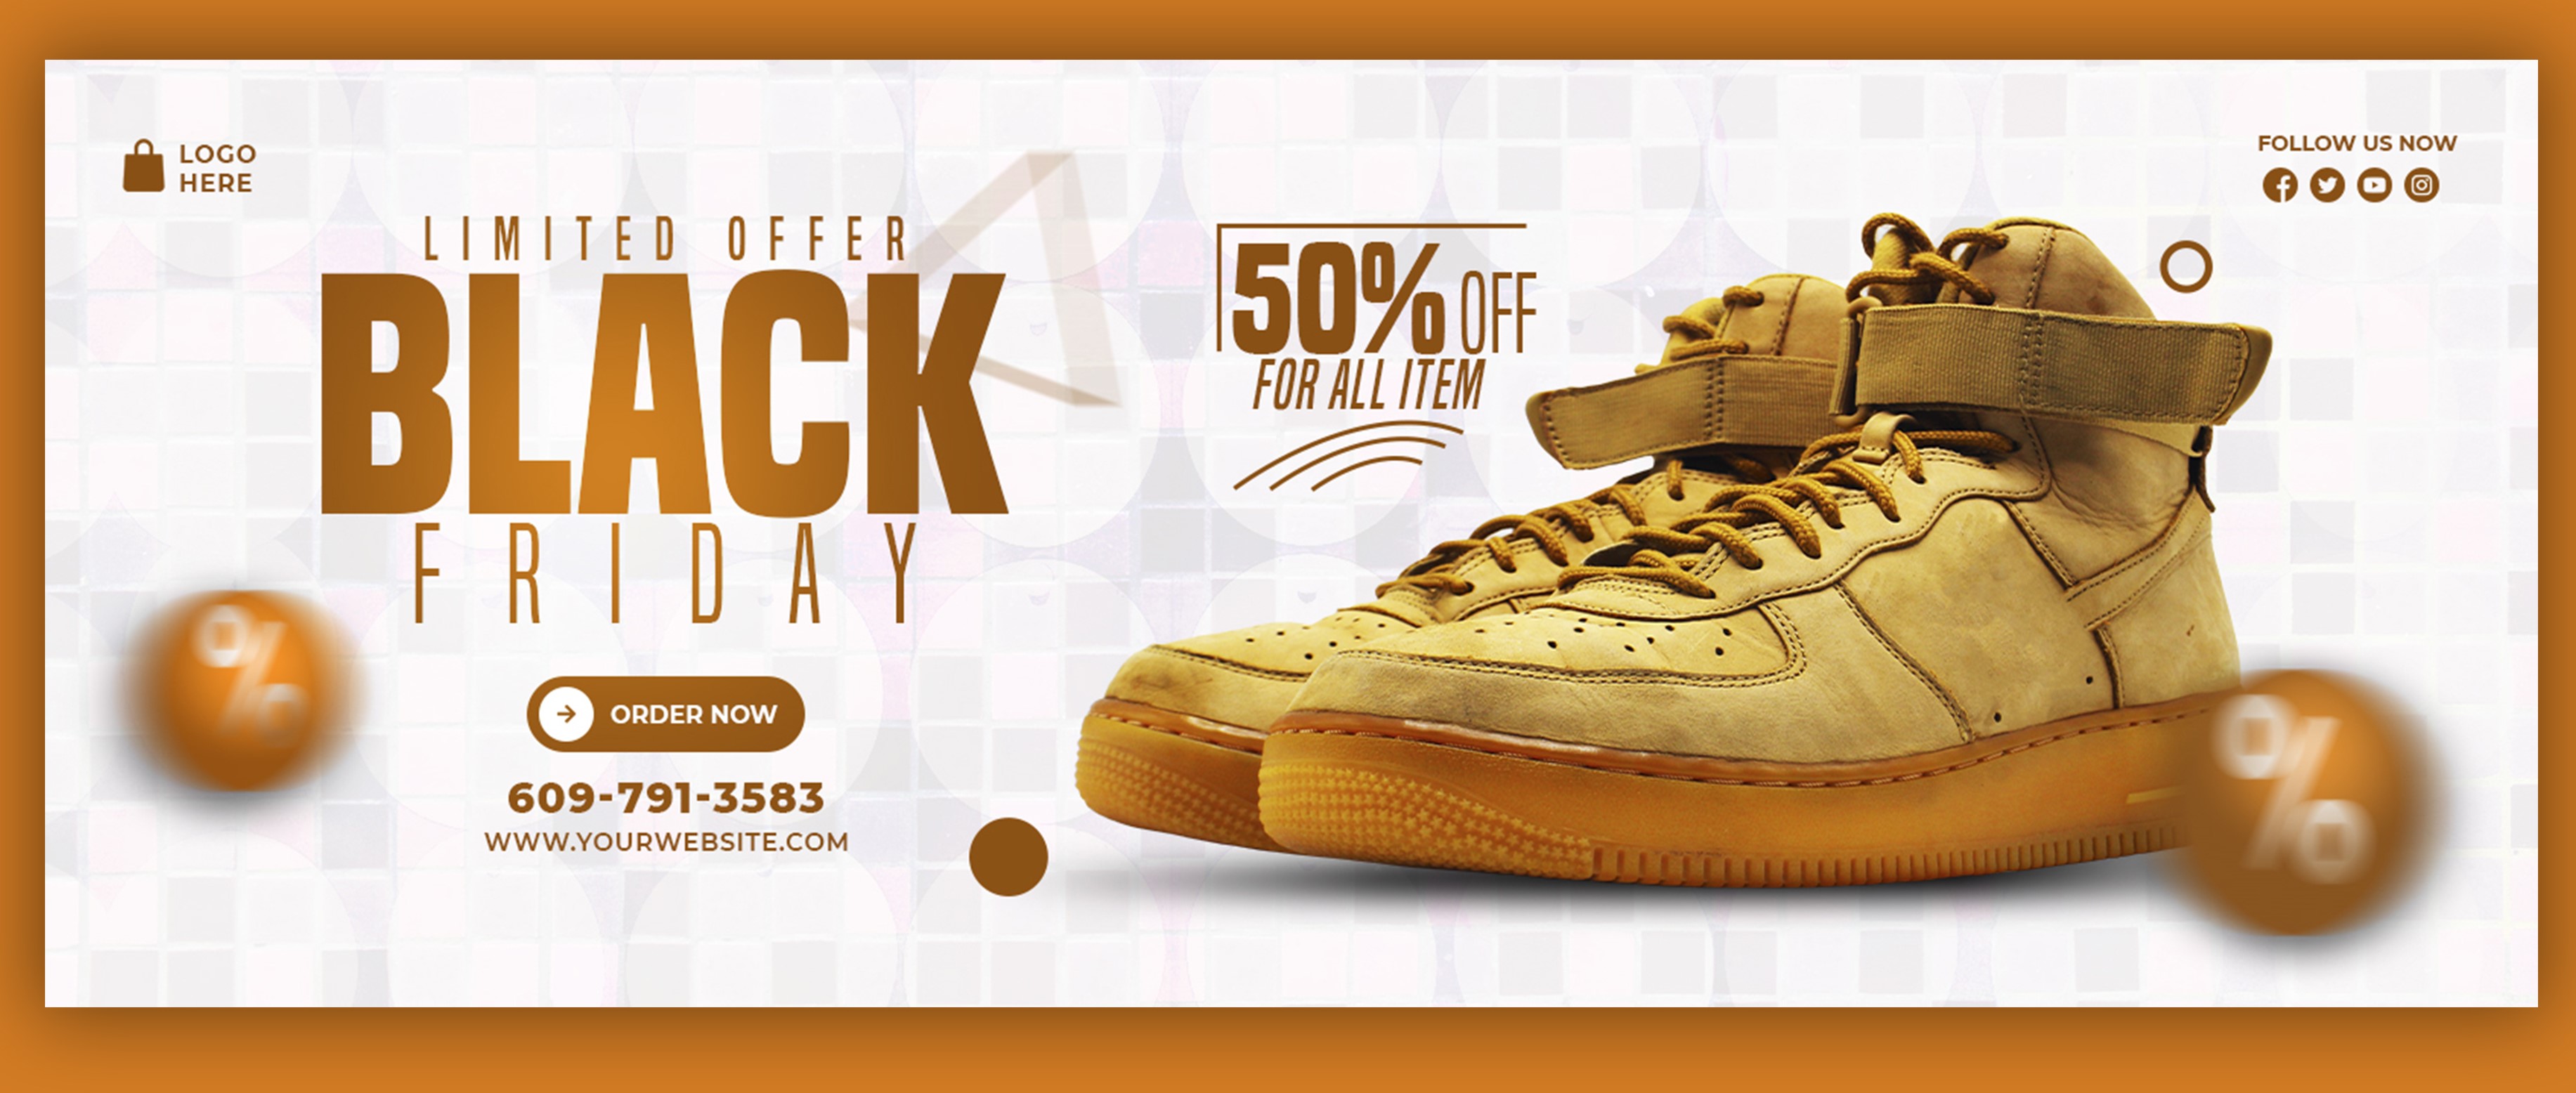 LOGO
HERE
FOLLOW US NOW
LIMITED OFFER
BLACK
FRIDAY
50% OFF
FOR ALL ITEM
ORDER NOW
609-791-3583
WWW.YOURWEBSITE.COM
%
%